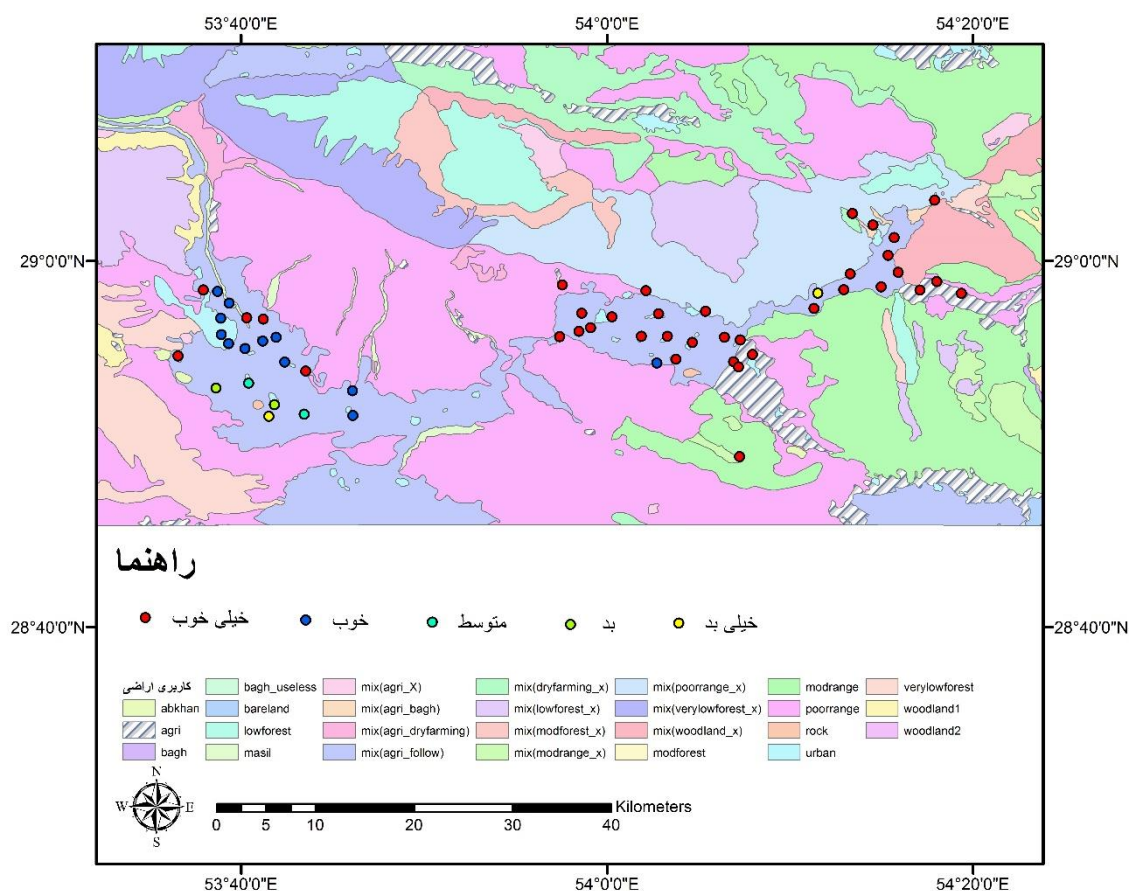 53°40'0"E 54°0'0"E 54°20'0"E
29°0'0"N 29°0'0"N
راهنما
خیلی خوب خوب متوسط بد خیلی بد
28°40'0"N 28°40'0"N
کاربری اراضی bagh_useless mix(agri_X) mix(dryfarming_x) mix(poorrange_x) modrange verylowforest
abkhan bareland mix(agri_bagh) mix(lowforest_x) mix(verylowforest_x) poorrange woodland1
agri lowforest mix(agri_dryfarming) mix(modforest_x) mix(woodland_x) rock woodland2
bagh masil mix(agri_follow) mix(modrange_x) modforest urban
N
W E
S
Kilometers
0 5 10 20 30 40
53°40'0"E 54°0'0"E 54°20'0"E